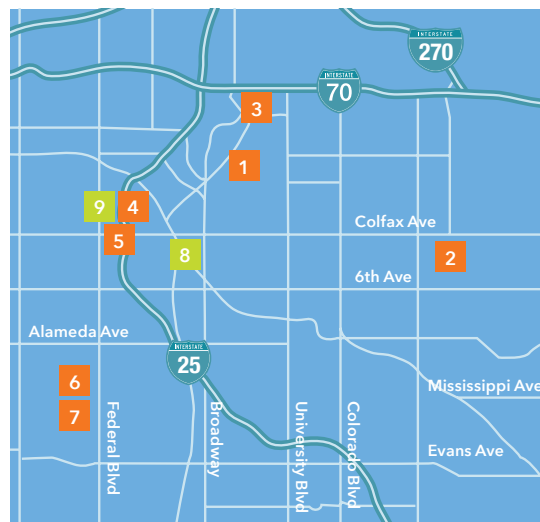 INTERSTATE
270
INTERSTATE
70
3
1
9
4
Colfax Ave
5
8
2
6th Ave
Alameda Ave
INTERSTATE
25
6
Mississippi Ave
7
Federal Blvd
Broadway
University Blvd
Colorado Blvd
Evans Ave